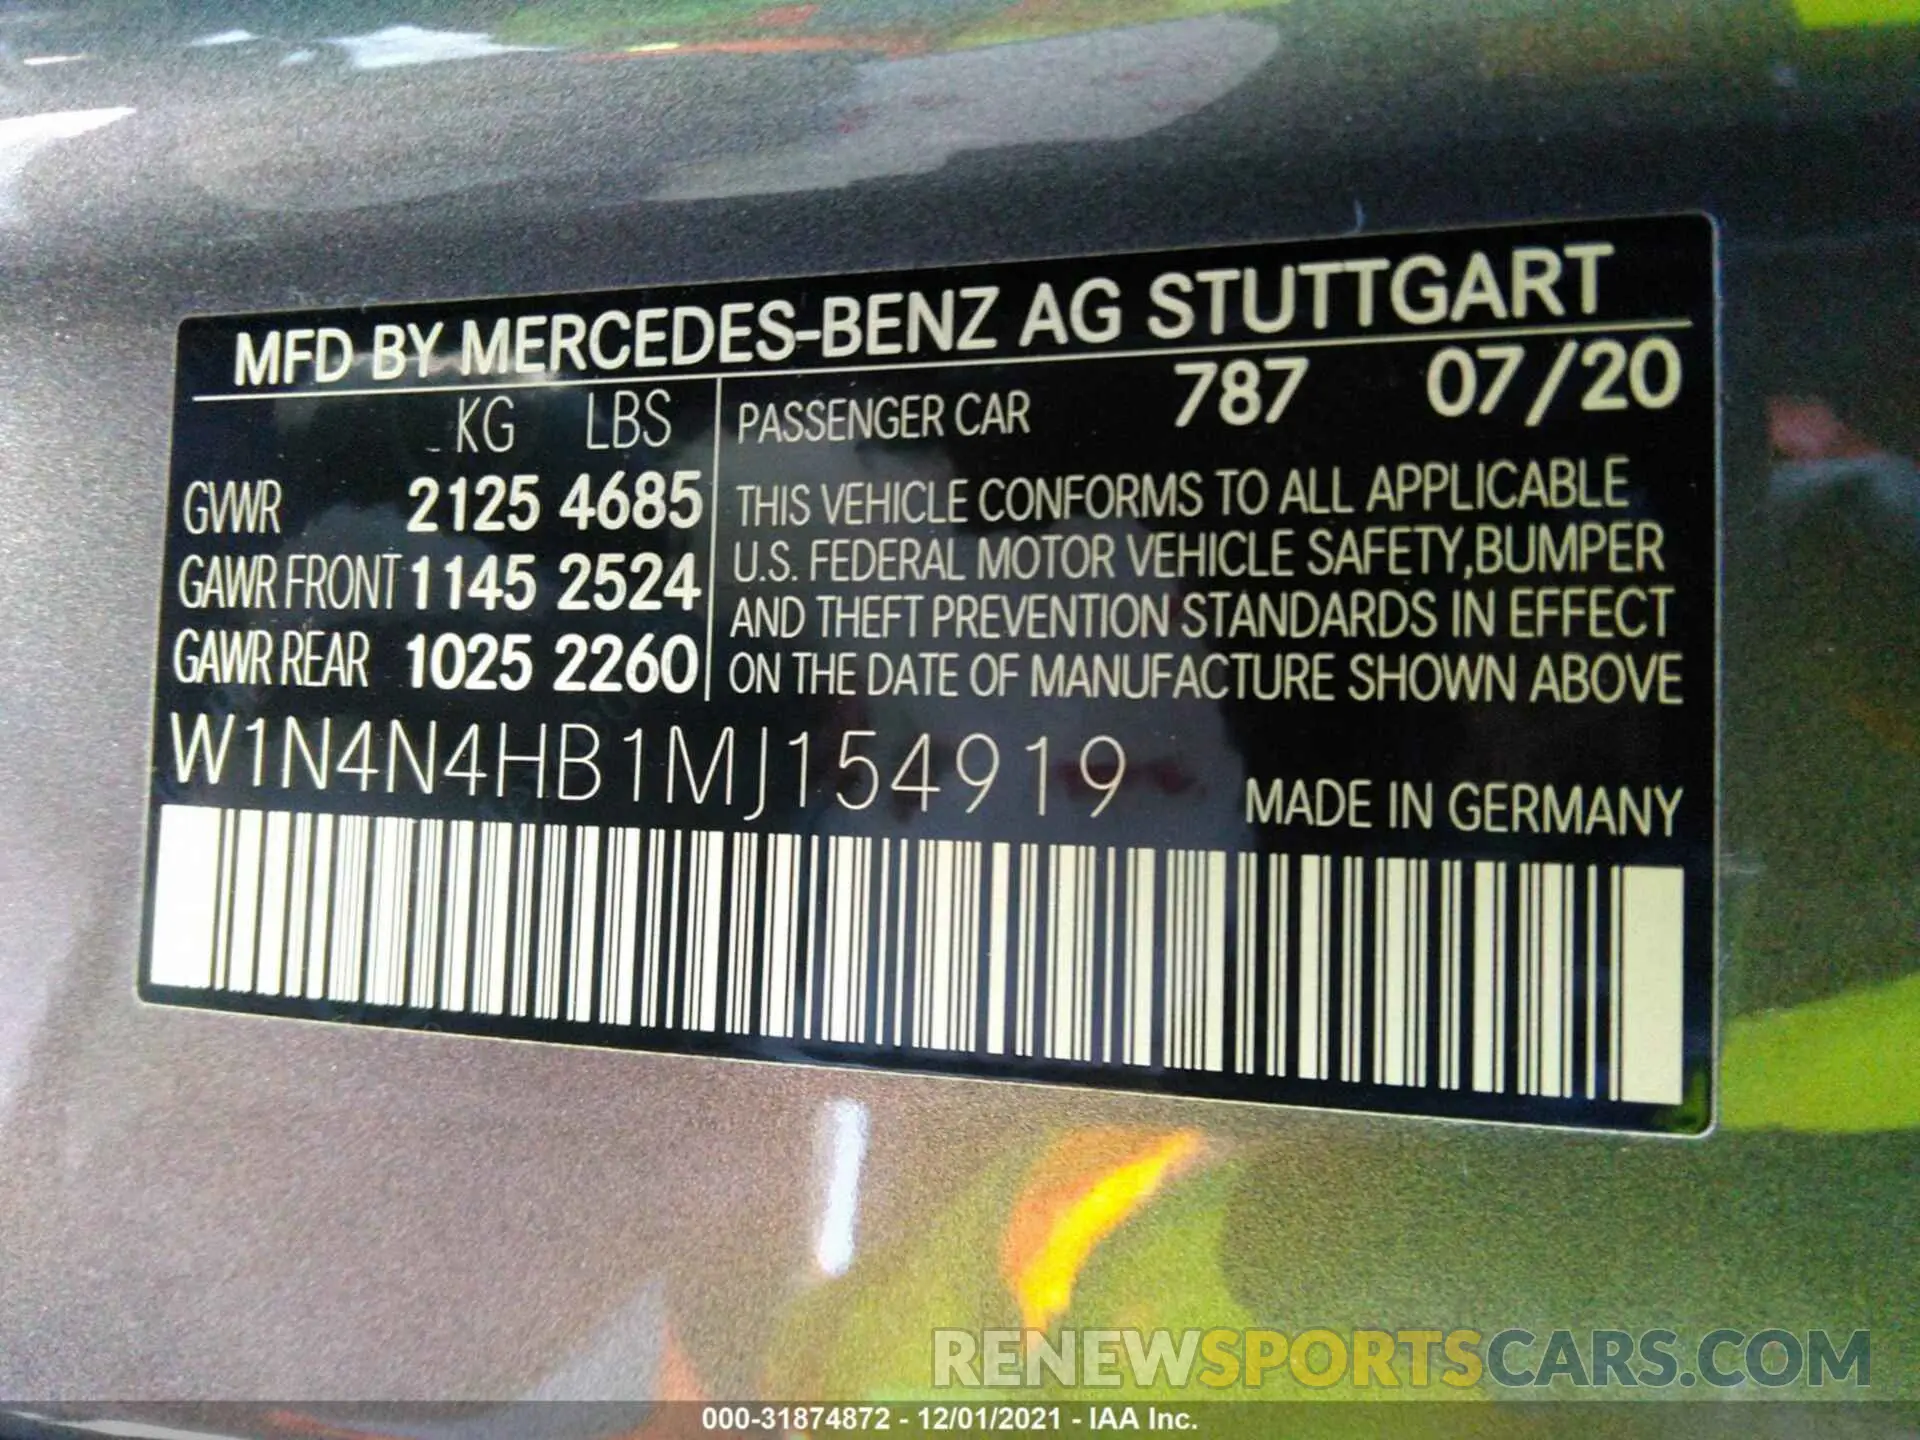 MFD BY MERCEDES-BENZ AG STUTTGART
KG LBS
GVWR 2125 4685
GAWR FRONT 1145 2524
GAWR REAR 1025 2260
PASSENGER CAR 787 07/20
THIS VEHICLE CONFORMS TO ALL APPLICABLE
U.S. FEDERAL MOTOR VEHICLE SAFETY,BUMPER
AND THEFT PREVENTION STANDARDS IN EFFECT
ON THE DATE OF MANUFACTURE SHOWN ABOVE
W1N4N4HB1MJ154919
MADE IN GERMANY
RENEWSPORTSCARS.COM
000-31874872 - 12/01/2021 - IAA Inc.